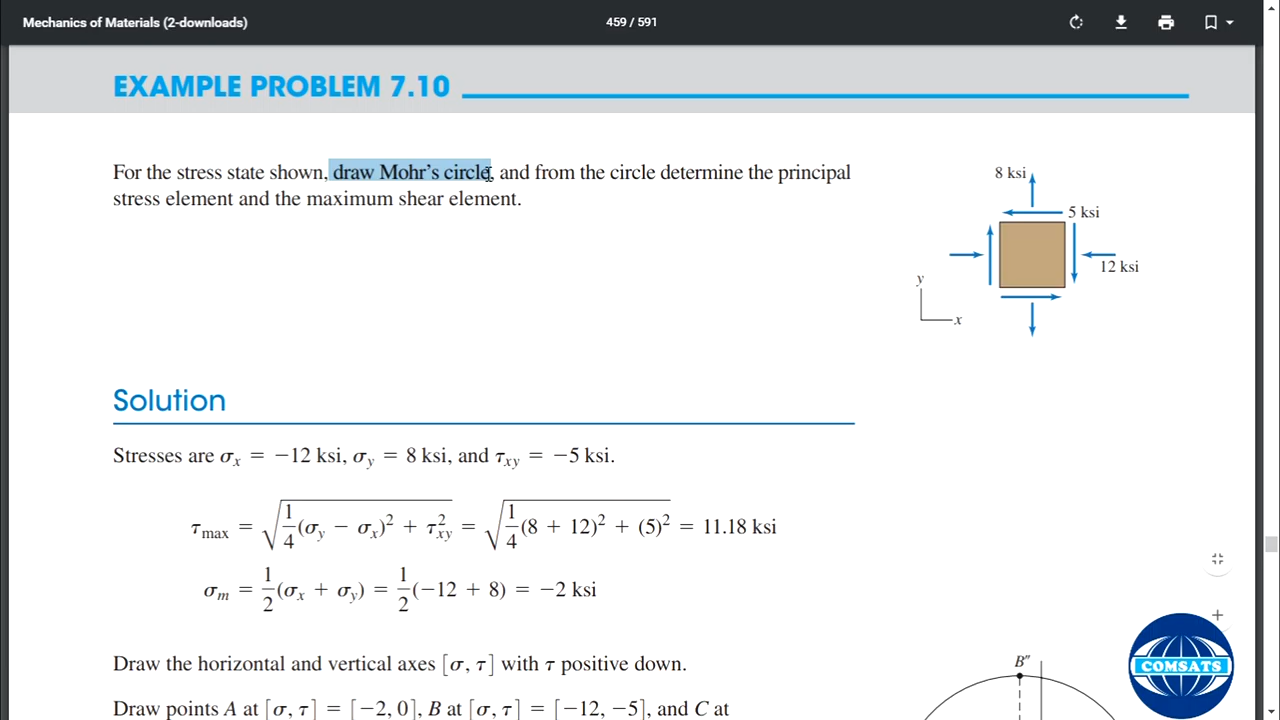 Mechanics of Materials (2-downloads)
459 / 591
EXAMPLE PROBLEM 7.10
For the stress state shown, draw Mohr's circle, and from the circle determine the principal
stress element and the maximum shear element.
8 ksi
5 ksi
12 ksi
y
x
Solution
Stresses are σx = −12 ksi, σy = 8 ksi, and τxy = −5 ksi.
τmax = √(1/4(σy − σx)² + τ²xy) = √(1/4(8 + 12)² + (5)²) = 11.18 ksi
σm = 1/2(σx + σy) = 1/2(−12 + 8) = −2 ksi
Draw the horizontal and vertical axes [σ, τ] with τ positive down.
B″
Draw points A at [σ, τ] = [−2, 0], B at [σ, τ] = [−12, −5], and C at
COMSATS